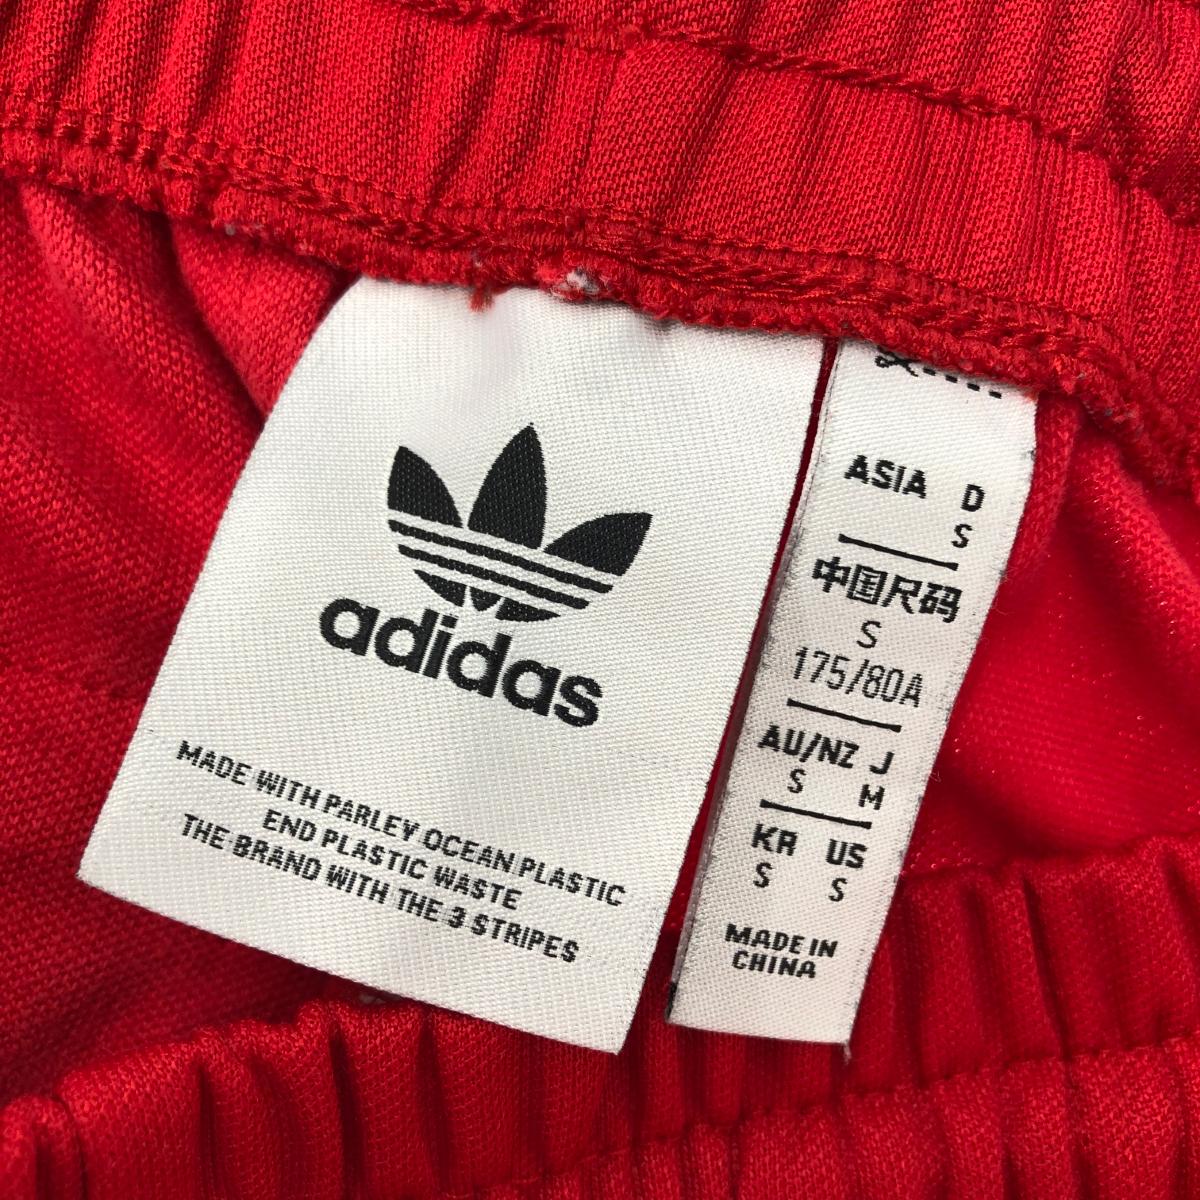 adidas
MADE WITH PARLEY OCEAN PLASTIC
END PLASTIC WASTE
THE BRAND WITH THE 3 STRIPES
ASIA D
S
中国尺码
S
175/80A
AU/NZ J
S M
KR US
S S
MADE IN
CHINA